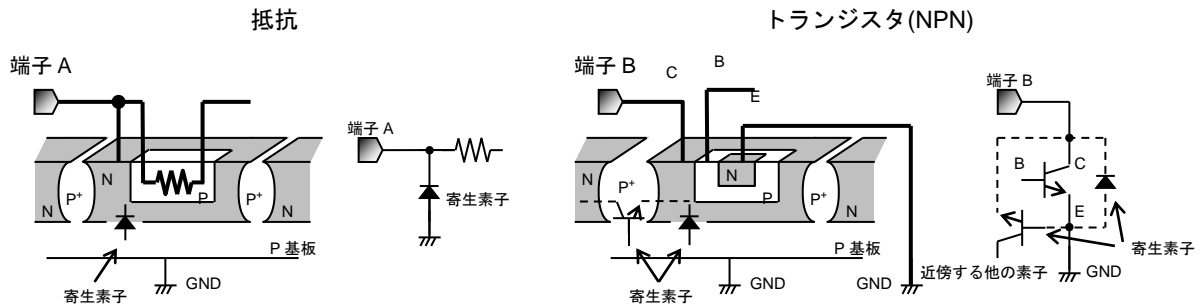 抵抗
トランジスタ(NPN)
端子 A
N
P+
N
P
P+
N
P 基板
GND
寄生素子
端子 A
寄生素子
端子 B
C
B
E
N
P+
N
P
P+
N
P 基板
GND
GND
寄生素子
端子 B
B
C
E
寄生素子
近傍する他の素子
GND